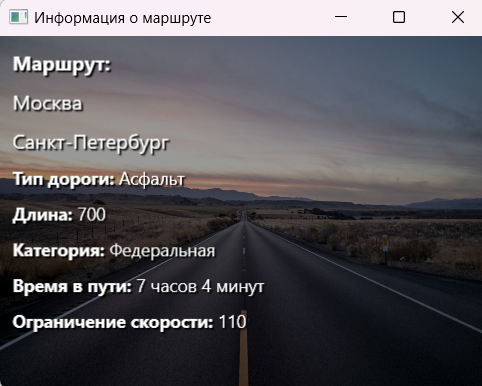 Информация о маршруте
Маршрут:
Москва
Санкт-Петербург
Тип дороги: Асфальт
Длина: 700
Категория: Федеральная
Время в пути: 7 часов 4 минут
Ограничение скорости: 110